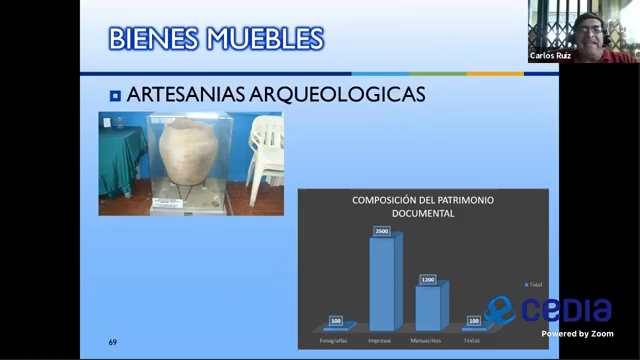 BIENES MUEBLES
Carlos Ruiz
ARTESANIAS ARQUEOLOGICAS
COMPOSICIÓN DEL PATRIMONIO
DOCUMENTAL
2500
1200
100
100
Total
Fotografías
Impresos
Manuscritos
Textos
cedia
Powered by Zoom
69